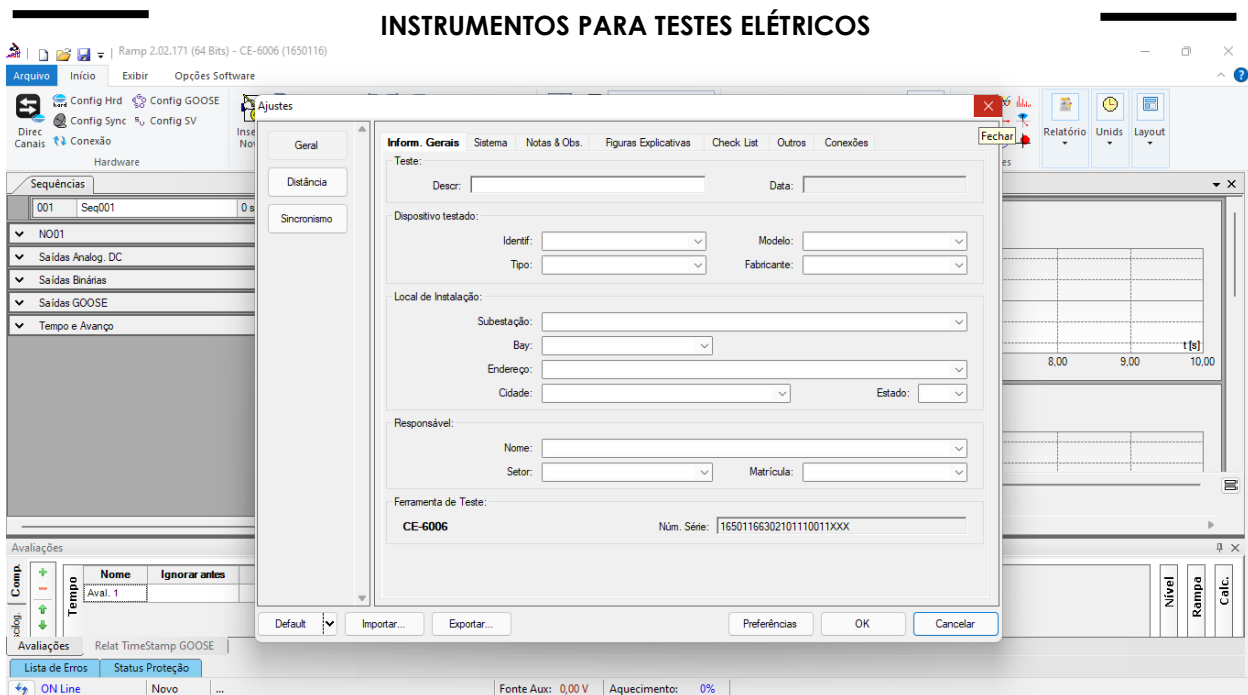 INSTRUMENTOS PARA TESTES ELÉTRICOS
Ramp 2.02.171 (64 Bits) - CE-6006 (1650116)
Arquivo Início Exibir Opções Software
Config Hrd Config GOOSE
Config Sync Config SV
Direc Canais Conexão
Hardware
Relatório Unids Layout
Sequências
001 Seq001 0 s
NO01
Saídas Analog. DC
Saídas Binárias
Saídas GOOSE
Tempo e Avanço
Ajustes
Fechar
Geral
Distância
Sincronismo
Inform. Gerais Sistema Notas & Obs. Figuras Explicativas Check List Outros Conexões
Teste:
Descr: Data:
Dispositivo testado:
Identif: Modelo:
Tipo: Fabricante:
Local de Instalação:
Subestação:
Bay:
Endereço:
Cidade: Estado:
Responsável:
Nome:
Setor: Matrícula:
Ferramenta de Teste:
CE-6006 Núm. Série: 16501166302101110011XXX
Default Importar... Exportar... Preferências OK Cancelar
t [s]
8,00 9,00 10,00
Avaliações
Comp.
Tempo
Nome Ignorar antes
Aval. 1
Nível Rampa Calc.
Avaliações Relat TimeStamp GOOSE
Lista de Erros Status Proteção
ON Line Novo ... Fonte Aux: 0,00 V Aquecimento: 0%